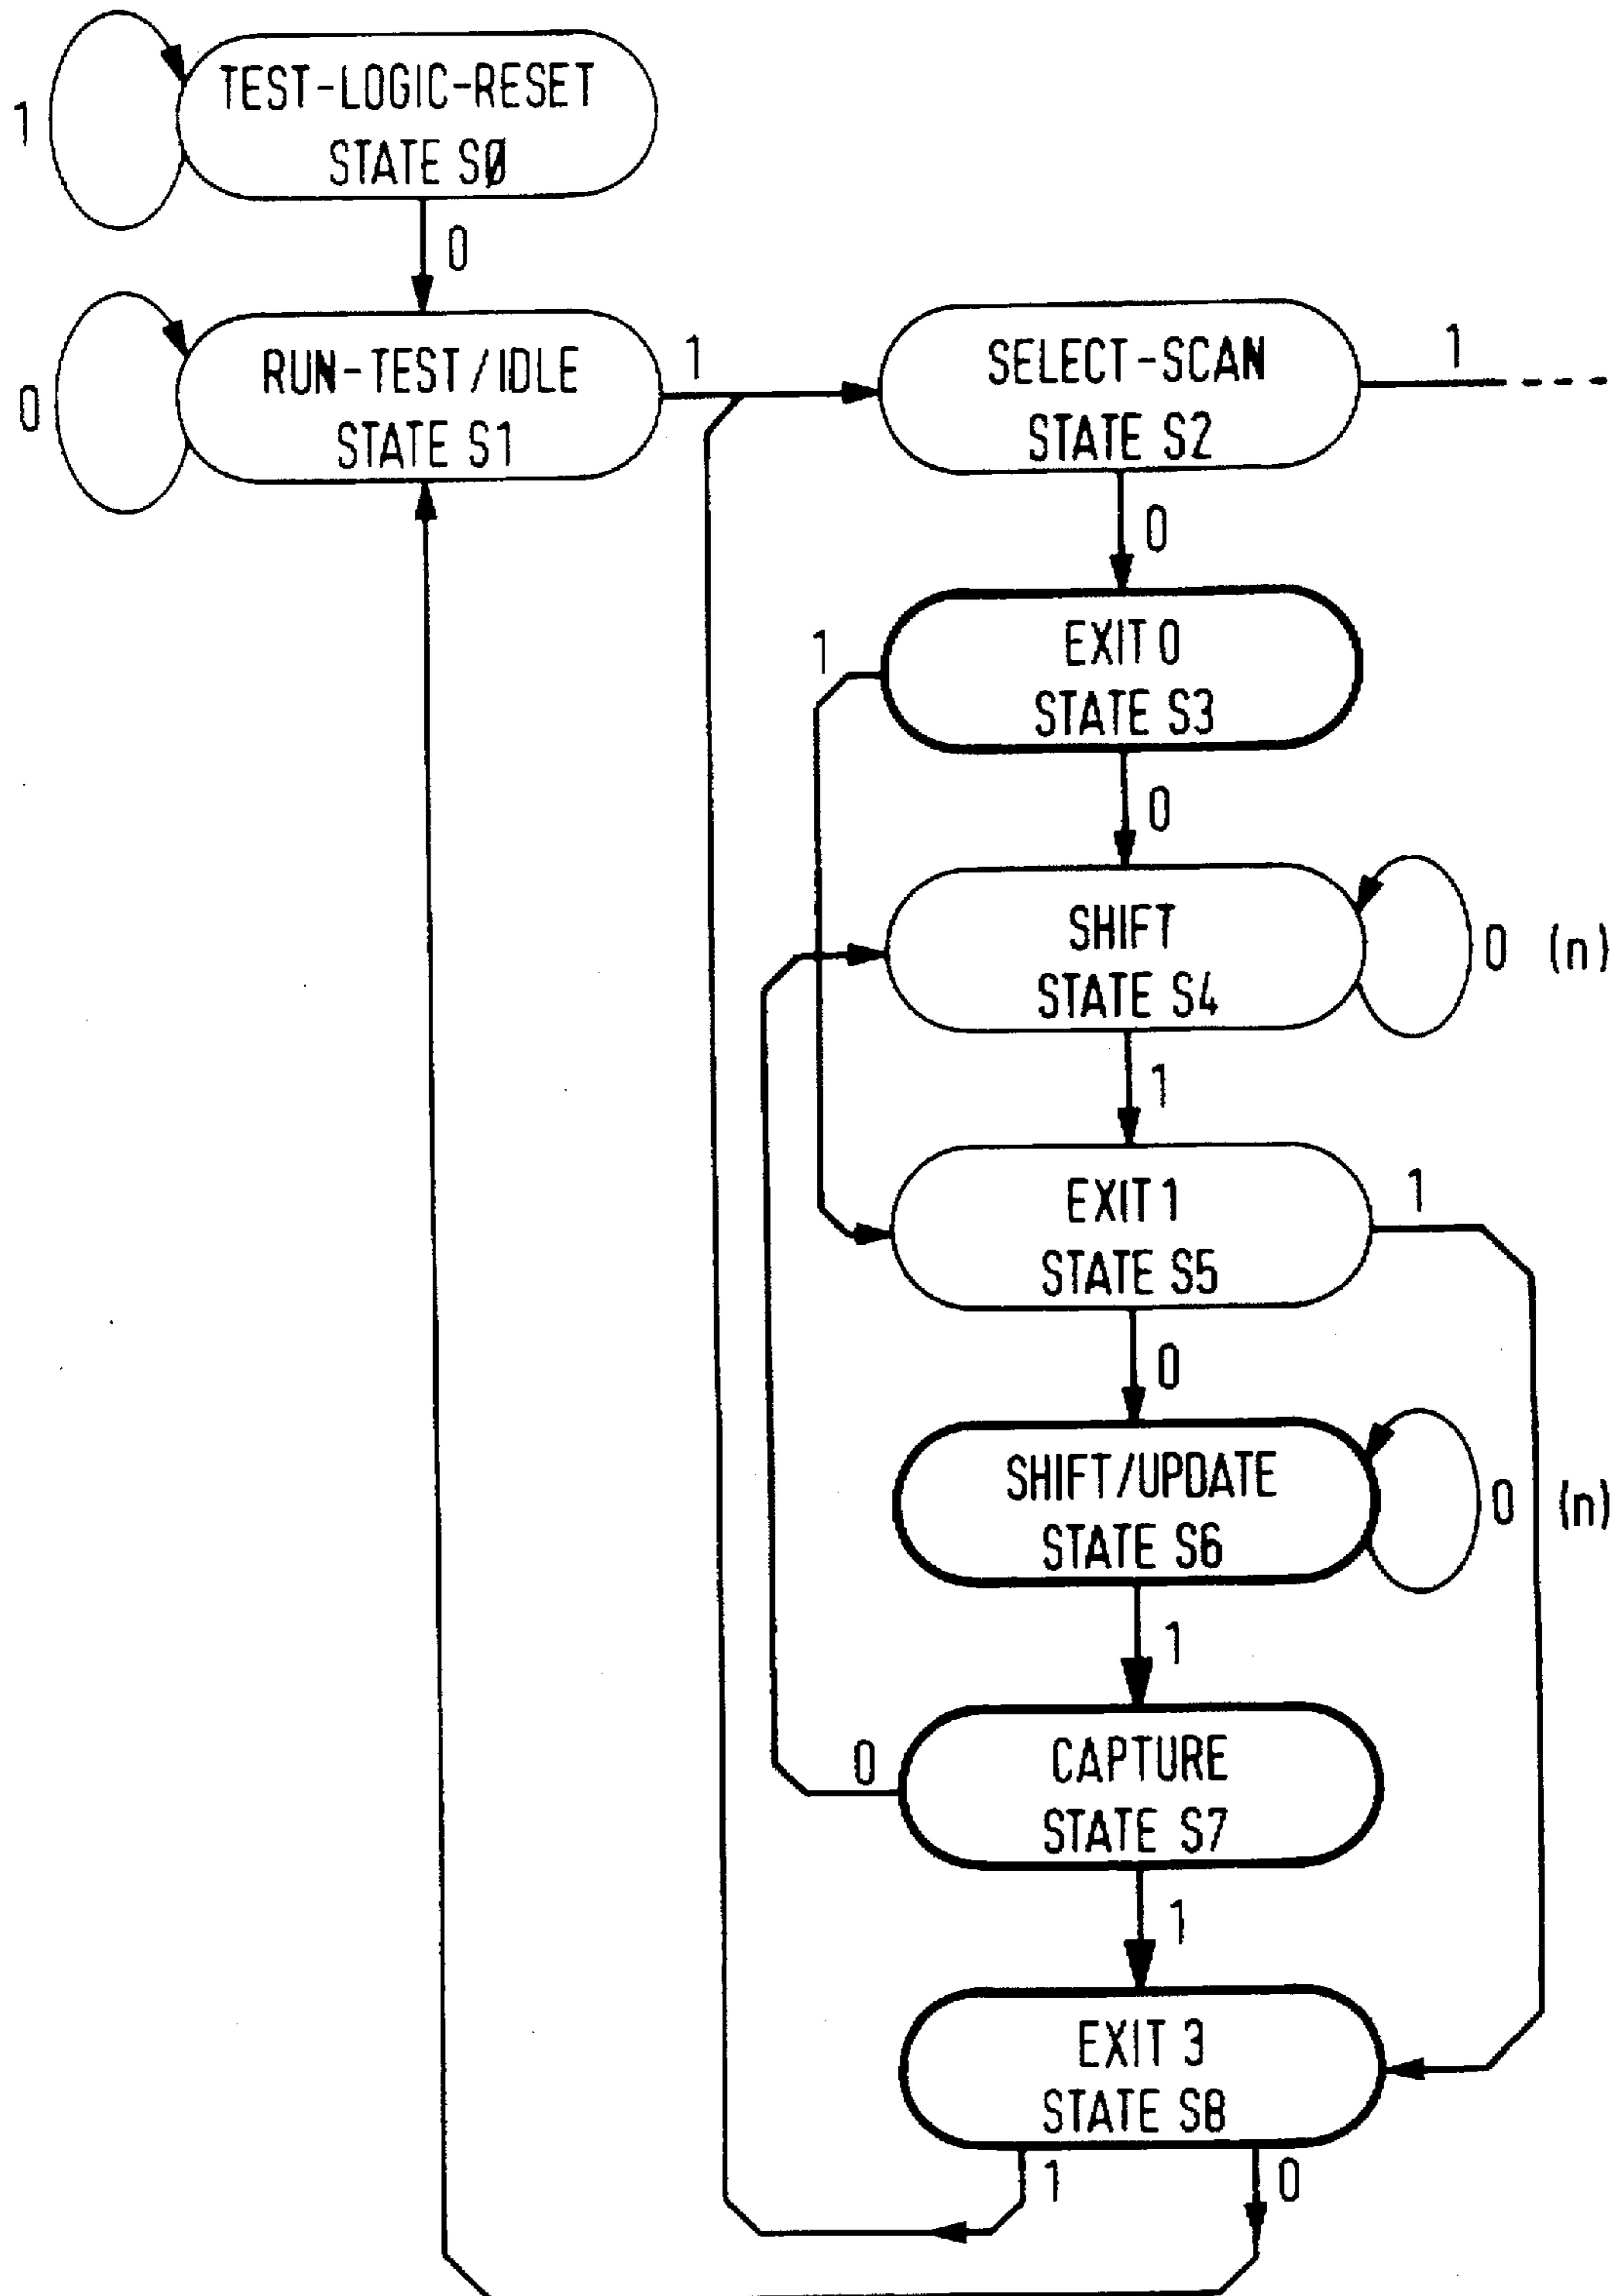 TEST-LOGIC-RESET
STATE SØ
1
0
RUN-TEST/IDLE
STATE S1
0
1
SELECT-SCAN
STATE S2
1
0
EXIT 0
STATE S3
1
0
SHIFT
STATE S4
0 (n)
1
EXIT 1
STATE S5
1
0
SHIFT/UPDATE
STATE S6
0 (n)
1
CAPTURE
STATE S7
0
1
EXIT 3
STATE S8
1
0